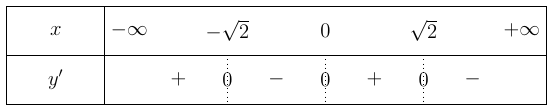 x −∞ −√2 0 √2 +∞
y′ + 0 − 0 + 0 −